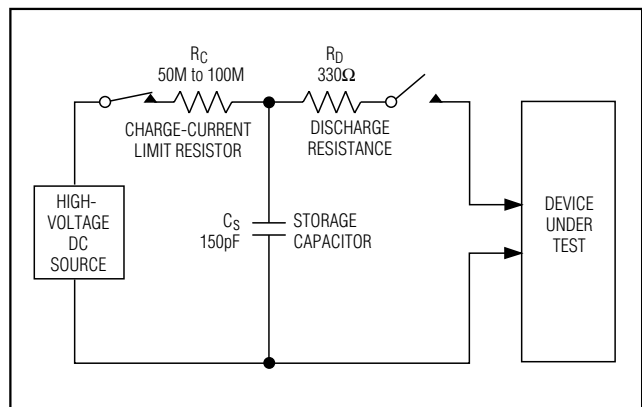 R_C
50M to 100M
CHARGE-CURRENT
LIMIT RESISTOR
R_D
330Ω
DISCHARGE
RESISTANCE
HIGH-
VOLTAGE
DC
SOURCE
C_S
150pF
STORAGE
CAPACITOR
DEVICE
UNDER
TEST